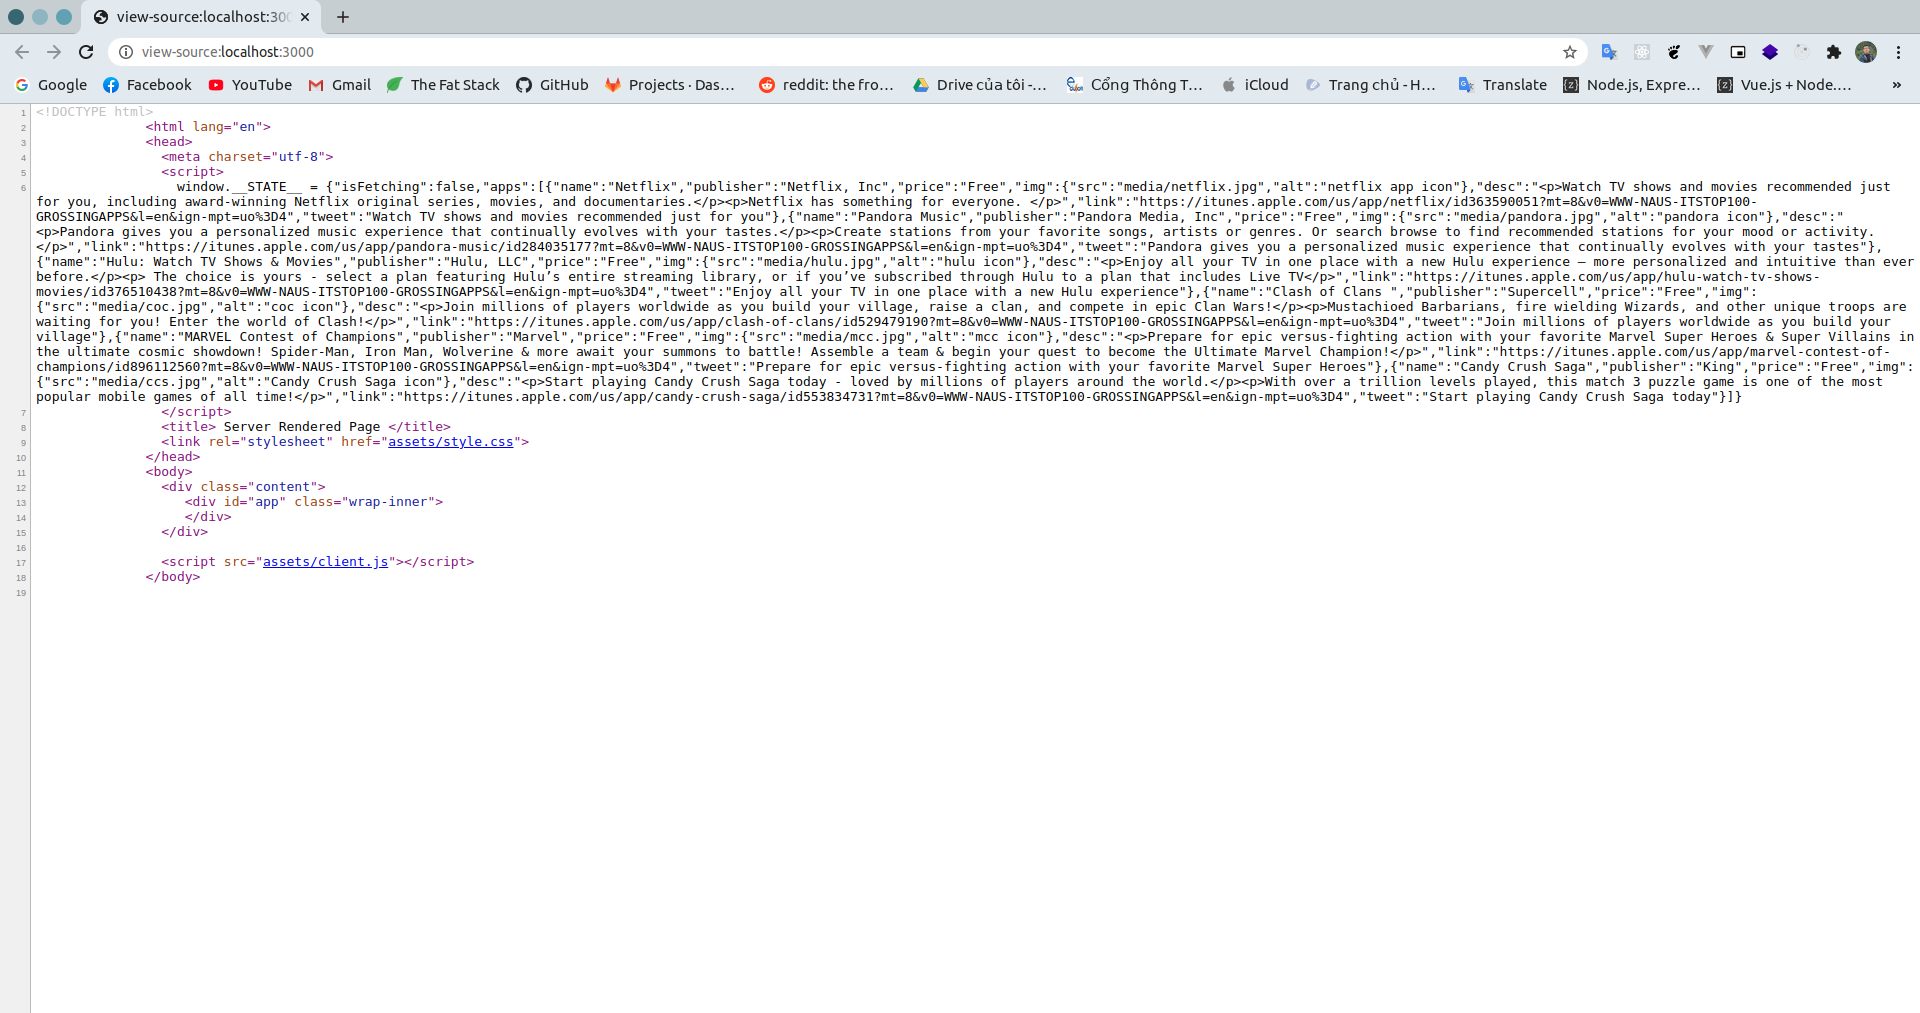 view-source:localhost:300
view-source:localhost:3000
Google Facebook YouTube Gmail The Fat Stack GitHub Projects · Das… reddit: the fro… Drive của tôi -… Cổng Thông T… iCloud Trang chủ - H… Translate Node.js, Expre… Vue.js + Node.… »
1 <!DOCTYPE html>
2 <html lang="en">
3 <head>
4 <meta charset="utf-8">
5 <script>
6 window.__STATE__ = {"isFetching":false,"apps":[{"name":"Netflix","publisher":"Netflix, Inc","price":"Free","img":{"src":"media/netflix.jpg","alt":"netflix app icon"},"desc":"<p>Watch TV shows and movies recommended just
for you, including award-winning Netflix original series, movies, and documentaries.</p><p>Netflix has something for everyone. </p>","link":"https://itunes.apple.com/us/app/netflix/id363590051?mt=8&v0=WWW-NAUS-ITSTOP100-
GROSSINGAPPS&l=en&ign-mpt=uo%3D4","tweet":"Watch TV shows and movies recommended just for you"},{"name":"Pandora Music","publisher":"Pandora Media, Inc","price":"Free","img":{"src":"media/pandora.jpg","alt":"pandora icon"},"desc":"
<p>Pandora gives you a personalized music experience that continually evolves with your tastes.</p><p>Create stations from your favorite songs, artists or genres. Or search browse to find recommended stations for your mood or activity.
</p>","link":"https://itunes.apple.com/us/app/pandora-music/id284035177?mt=8&v0=WWW-NAUS-ITSTOP100-GROSSINGAPPS&l=en&ign-mpt=uo%3D4","tweet":"Pandora gives you a personalized music experience that continually evolves with your tastes"},
{"name":"Hulu: Watch TV Shows & Movies","publisher":"Hulu, LLC","price":"Free","img":{"src":"media/hulu.jpg","alt":"hulu icon"},"desc":"<p>Enjoy all your TV in one place with a new Hulu experience – more personalized and intuitive than ever
before.</p><p> The choice is yours - select a plan featuring Hulu’s entire streaming library, or if you’ve subscribed through Hulu to a plan that includes Live TV</p>","link":"https://itunes.apple.com/us/app/hulu-watch-tv-shows-
movies/id376510438?mt=8&v0=WWW-NAUS-ITSTOP100-GROSSINGAPPS&l=en&ign-mpt=uo%3D4","tweet":"Enjoy all your TV in one place with a new Hulu experience"},{"name":"Clash of Clans ","publisher":"Supercell","price":"Free","img":
{"src":"media/coc.jpg","alt":"coc icon"},"desc":"<p>Join millions of players worldwide as you build your village, raise a clan, and compete in epic Clan Wars!</p><p>Mustachioed Barbarians, fire wielding Wizards, and other unique troops are
waiting for you! Enter the world of Clash!</p>","link":"https://itunes.apple.com/us/app/clash-of-clans/id529479190?mt=8&v0=WWW-NAUS-ITSTOP100-GROSSINGAPPS&l=en&ign-mpt=uo%3D4","tweet":"Join millions of players worldwide as you build your
village"},{"name":"MARVEL Contest of Champions","publisher":"Marvel","price":"Free","img":{"src":"media/mcc.jpg","alt":"mcc icon"},"desc":"<p>Prepare for epic versus-fighting action with your favorite Marvel Super Heroes & Super Villains in
the ultimate cosmic showdown! Spider-Man, Iron Man, Wolverine & more await your summons to battle! Assemble a team & begin your quest to become the Ultimate Marvel Champion!</p>","link":"https://itunes.apple.com/us/app/marvel-contest-of-
champions/id896112560?mt=8&v0=WWW-NAUS-ITSTOP100-GROSSINGAPPS&l=en&ign-mpt=uo%3D4","tweet":"Prepare for epic versus-fighting action with your favorite Marvel Super Heroes"},{"name":"Candy Crush Saga","publisher":"King","price":"Free","img":
{"src":"media/ccs.jpg","alt":"Candy Crush Saga icon"},"desc":"<p>Start playing Candy Crush Saga today - loved by millions of players around the world.</p><p>With over a trillion levels played, this match 3 puzzle game is one of the most
popular mobile games of all time!</p>","link":"https://itunes.apple.com/us/app/candy-crush-saga/id553834731?mt=8&v0=WWW-NAUS-ITSTOP100-GROSSINGAPPS&l=en&ign-mpt=uo%3D4","tweet":"Start playing Candy Crush Saga today"}]}
7 </script>
8 <title> Server Rendered Page </title>
9 <link rel="stylesheet" href="assets/style.css">
10 </head>
11 <body>
12 <div class="content">
13 <div id="app" class="wrap-inner">
14 </div>
15 </div>
16
17 <script src="assets/client.js"></script>
18 </body>
19